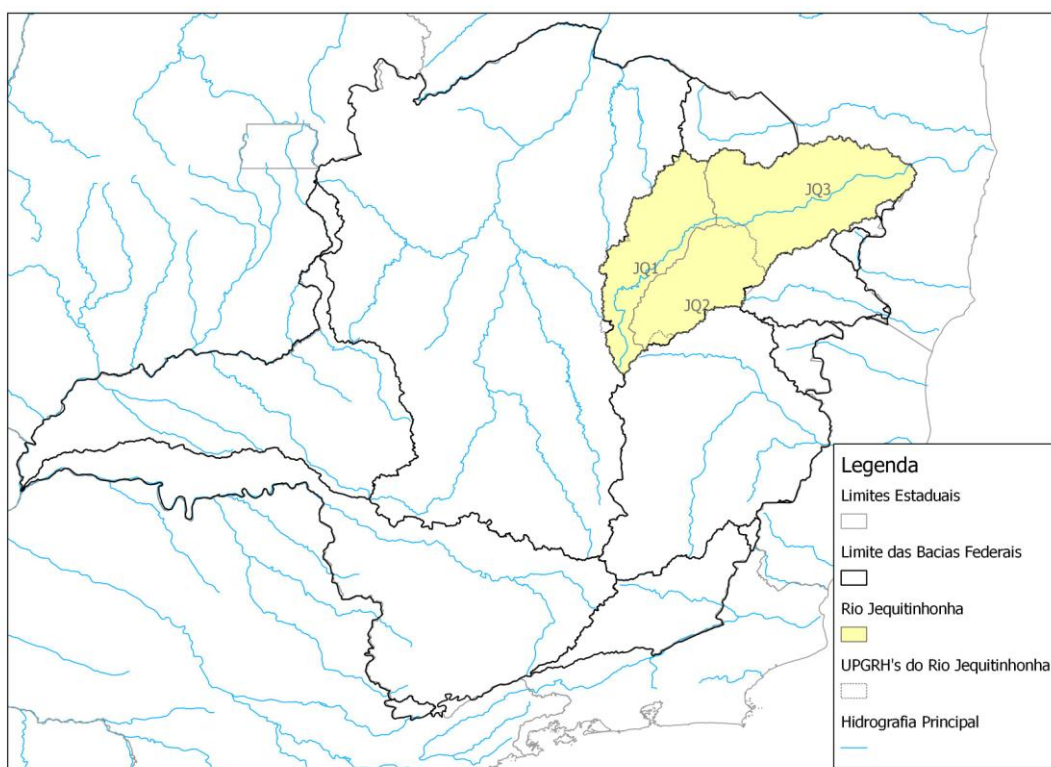 JQ3
JQ1
JQ2
Legenda
Limites Estaduais
Limite das Bacias Federais
Rio Jequitinhonha
UPGRH's do Rio Jequitinhonha
Hidrografia Principal